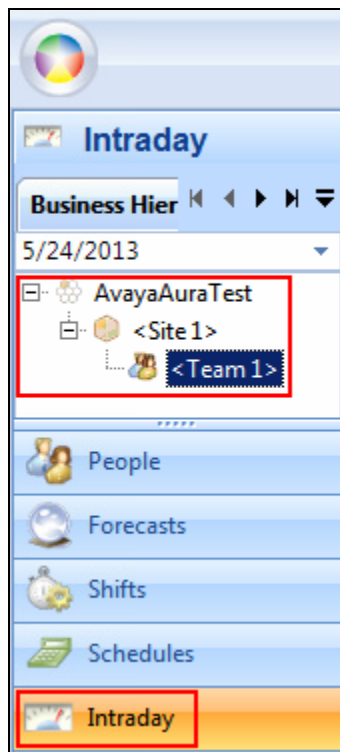 Intraday
Business Hier
5/24/2013
AvayaAuraTest
<Site 1>
<Team 1>
People
Forecasts
Shifts
Schedules
Intraday